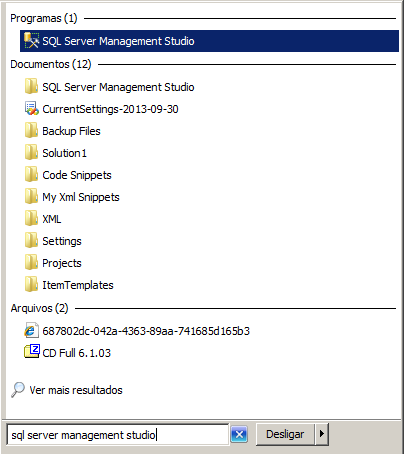 Programas (1)
SQL Server Management Studio
Documentos (12)
SQL Server Management Studio
CurrentSettings-2013-09-30
Backup Files
Solution1
Code Snippets
My Xml Snippets
XML
Settings
Projects
ItemTemplates
Arquivos (2)
687802dc-042a-4363-89aa-741685d165b3
CD Full 6.1.03
Ver mais resultados
sql server management studio
Desligar